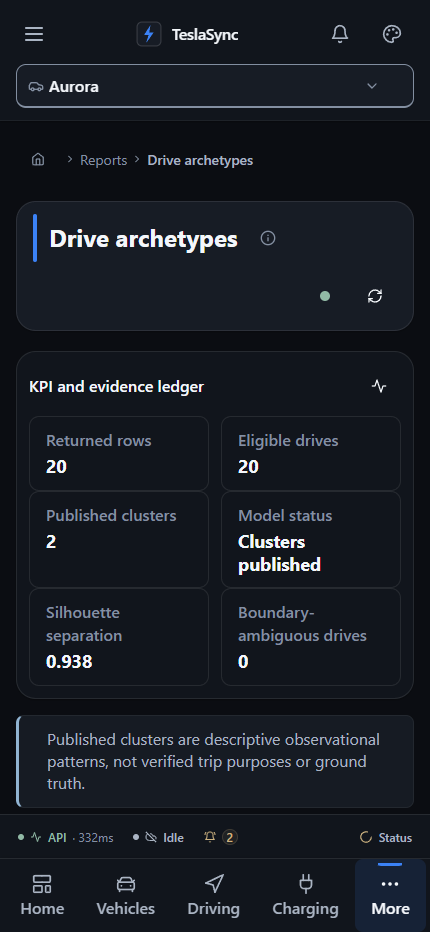 TeslaSync
Aurora
Reports > Drive archetypes
Drive archetypes
KPI and evidence ledger
Returned rows
20
Eligible drives
20
Published clusters
2
Model status
Clusters
published
Silhouette
separation
0.938
Boundary-
ambiguous drives
0
Published clusters are descriptive observational
patterns, not verified trip purposes or ground
truth.
API · 332ms
Idle
2
Status
Home
Vehicles
Driving
Charging
More